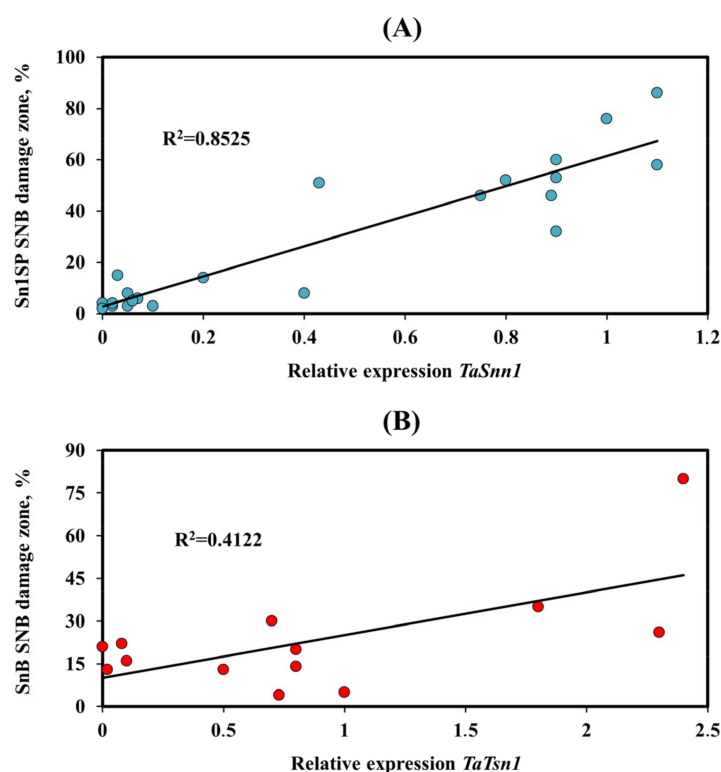 (A)
Sn1SP SNB damage zone, %
100
80
60
40
20
0
R²=0.8525
0 0.2 0.4 0.6 0.8 1 1.2
Relative expression TaSnn1
(B)
SnB SNB damage zone, %
90
75
60
45
30
15
0
R²=0.4122
0 0.5 1 1.5 2 2.5
Relative expression TaTsn1